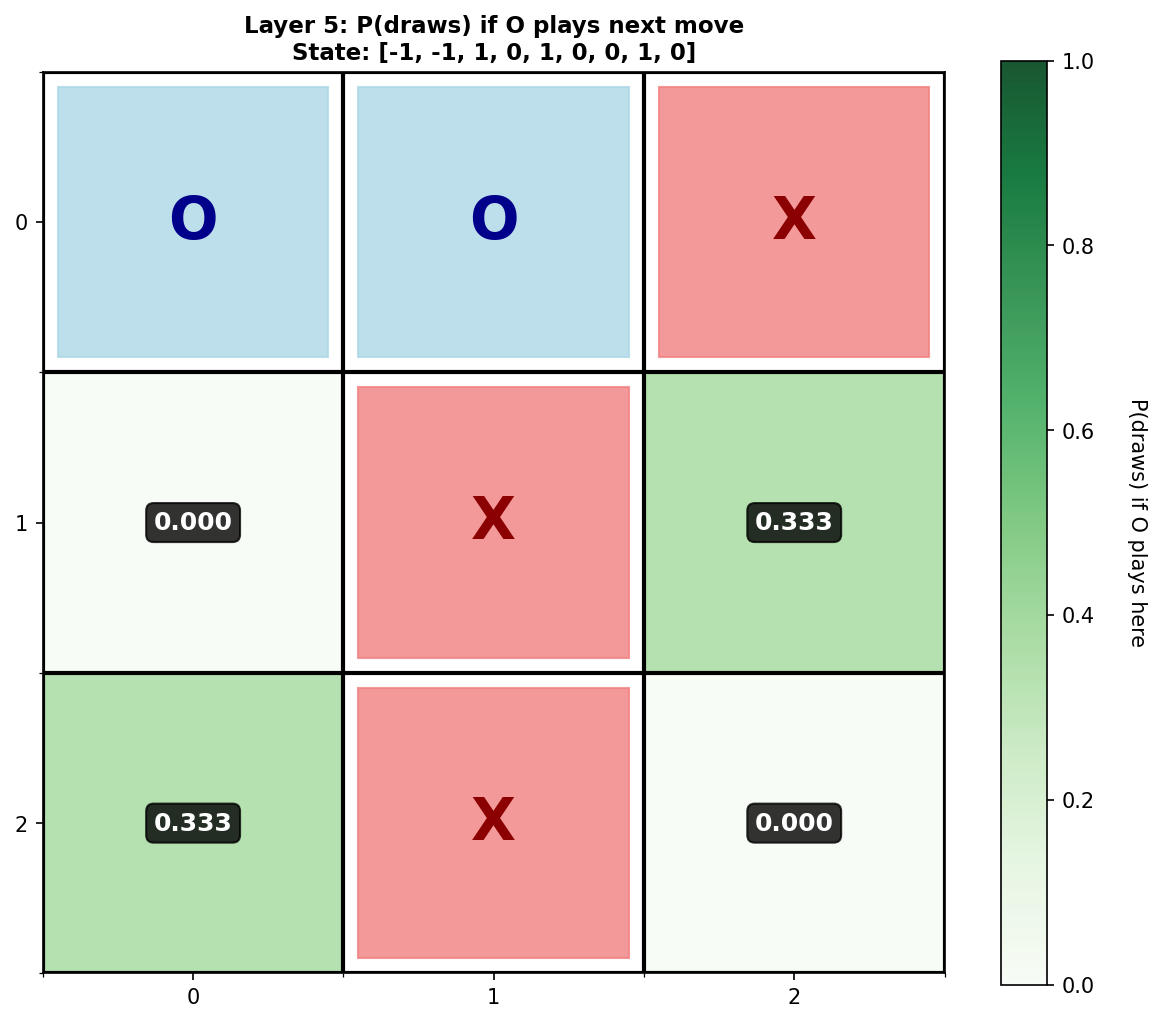 Layer 5: P(draws) if O plays next move
State: [-1, -1, 1, 0, 1, 0, 0, 1, 0]
1.0
0.8
0.6
0.4
0.2
0.0
P(draws) if O plays here
0
O
O
X
1
0.000
X
0.333
2
0.333
X
0.000
0
1
2